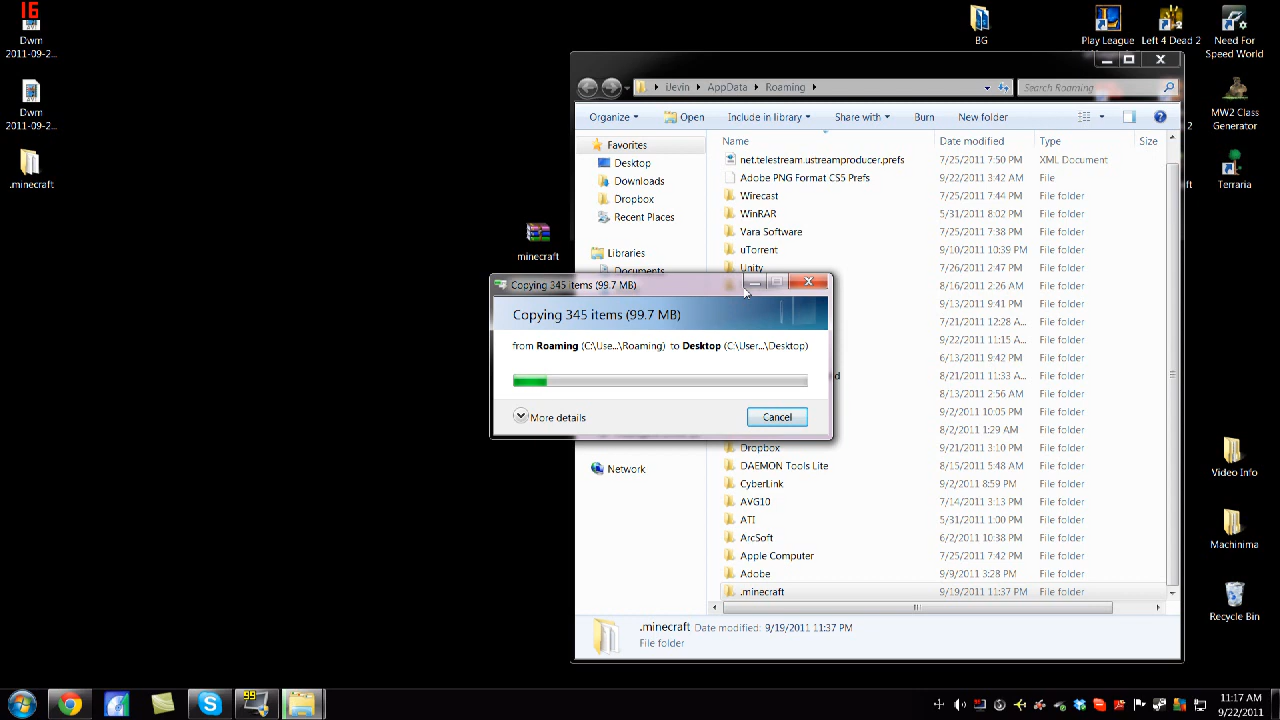 16
Dwm
2011-09-2...
Dwm
2011-09-2...
.minecraft
minecraft
BG
Play League
Left 4 Dead 2
Need For
Speed World
MW2 Class
Generator
Terraria
Video Info
Machinima
Recycle Bin
AppData
Roaming
Search Roaming
Organize
Open
Include in library
Share with
Burn
New folder
Favorites
Desktop
Downloads
Dropbox
Recent Places
Libraries
Documents
Network
Name Date modified Type Size
net.telestream.ustreamproducer.prefs 7/25/2011 7:50 PM XML Document
Adobe PNG Format CS5 Prefs 9/22/2011 3:42 AM File
Wirecast 7/25/2011 7:44 PM File folder
WinRAR 5/31/2011 8:02 PM File folder
Vara Software 7/25/2011 7:38 PM File folder
uTorrent 9/10/2011 10:39 PM File folder
Unity 7/26/2011 2:47 PM File folder
8/16/2011 2:26 AM File folder
9/13/2011 9:41 PM File folder
7/21/2011 12:28 A... File folder
9/22/2011 11:15 A... File folder
6/13/2011 9:42 PM File folder
8/21/2011 11:33 A... File folder
8/13/2011 2:56 AM File folder
9/2/2011 10:05 PM File folder
8/2/2011 1:29 AM File folder
Dropbox 9/21/2011 3:10 PM File folder
DAEMON Tools Lite 8/15/2011 5:48 AM File folder
CyberLink 9/2/2011 8:59 PM File folder
AVG10 7/14/2011 3:13 PM File folder
ATI 5/31/2011 1:00 PM File folder
ArcSoft 6/2/2011 10:38 PM File folder
Apple Computer 7/25/2011 7:42 PM File folder
Adobe 9/9/2011 3:28 PM File folder
.minecraft 9/19/2011 11:37 PM File folder
Copying 345 items (99.7 MB)
Copying 345 items (99.7 MB)
from Roaming (C:\Use...\Roaming) to Desktop (C:\User...\Desktop)
More details
Cancel
.minecraft Date modified: 9/19/2011 11:37 PM
File folder
99
11:17 AM
9/22/2011